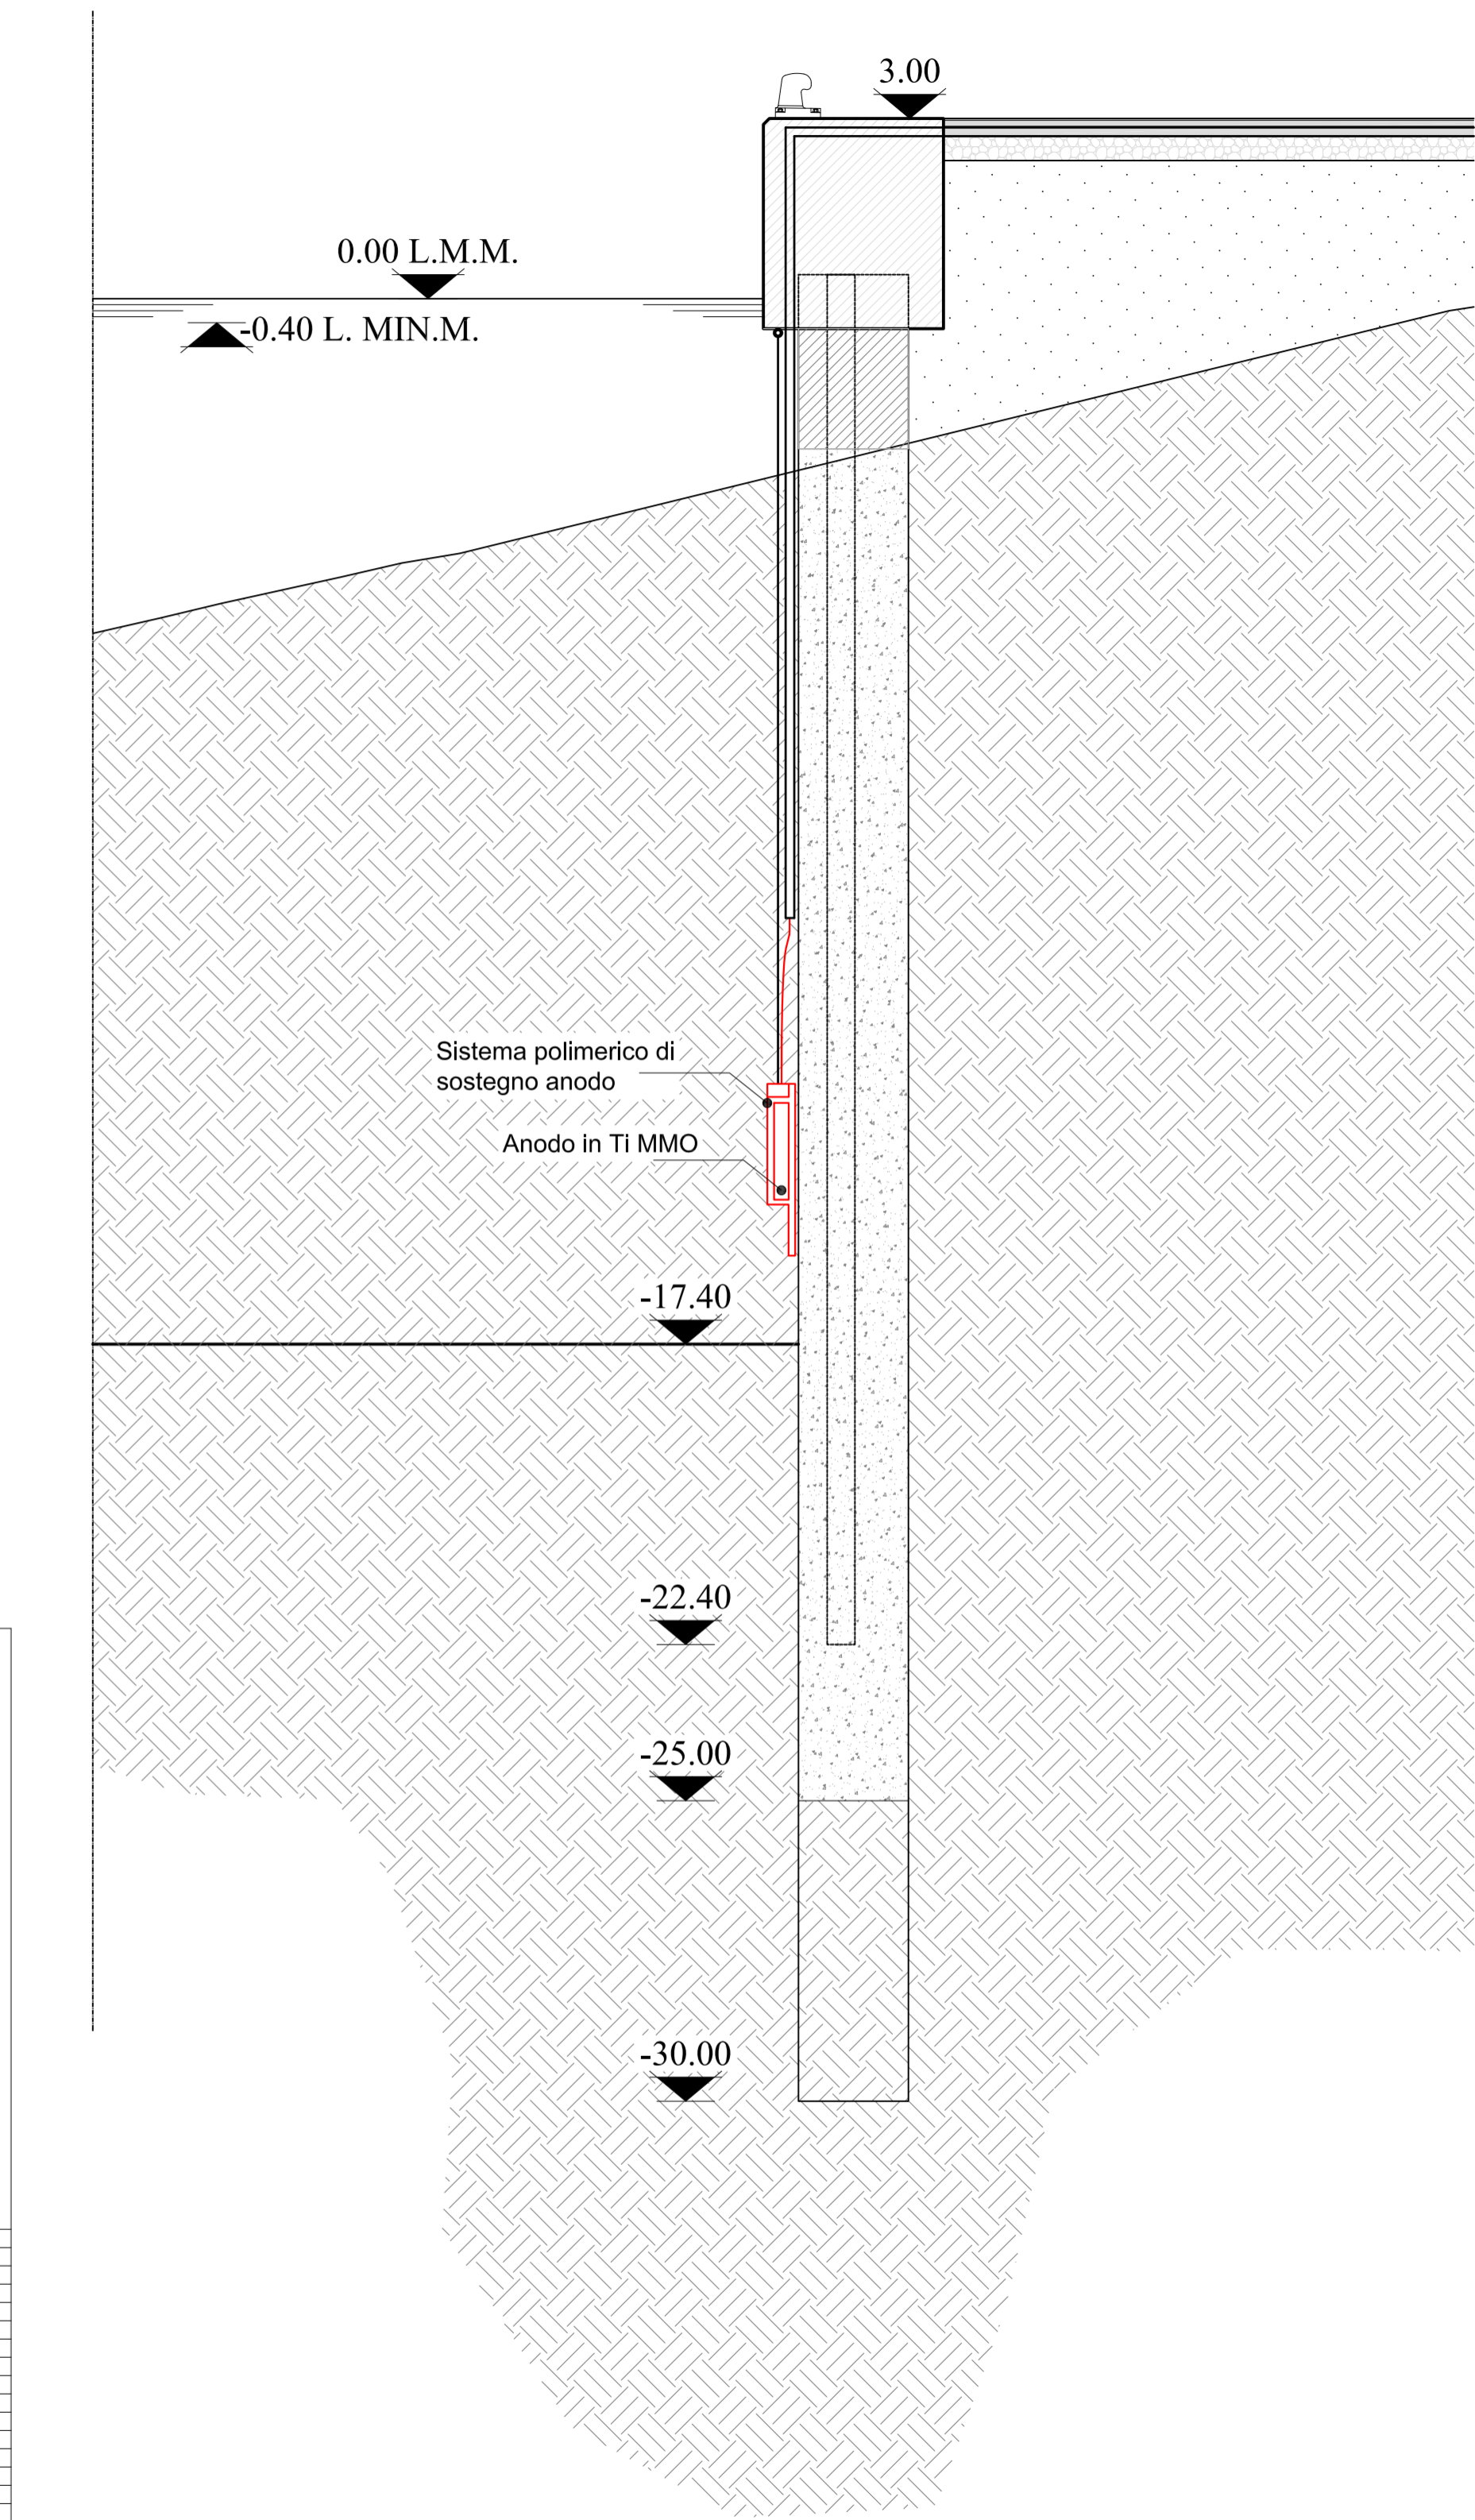 3.00
0.00 L.M.M.
-0.40 L. MIN.M.
Sistema polimerico di
sostegno anodo
Anodo in Ti MMO
-17.40
-22.40
-25.00
-30.00